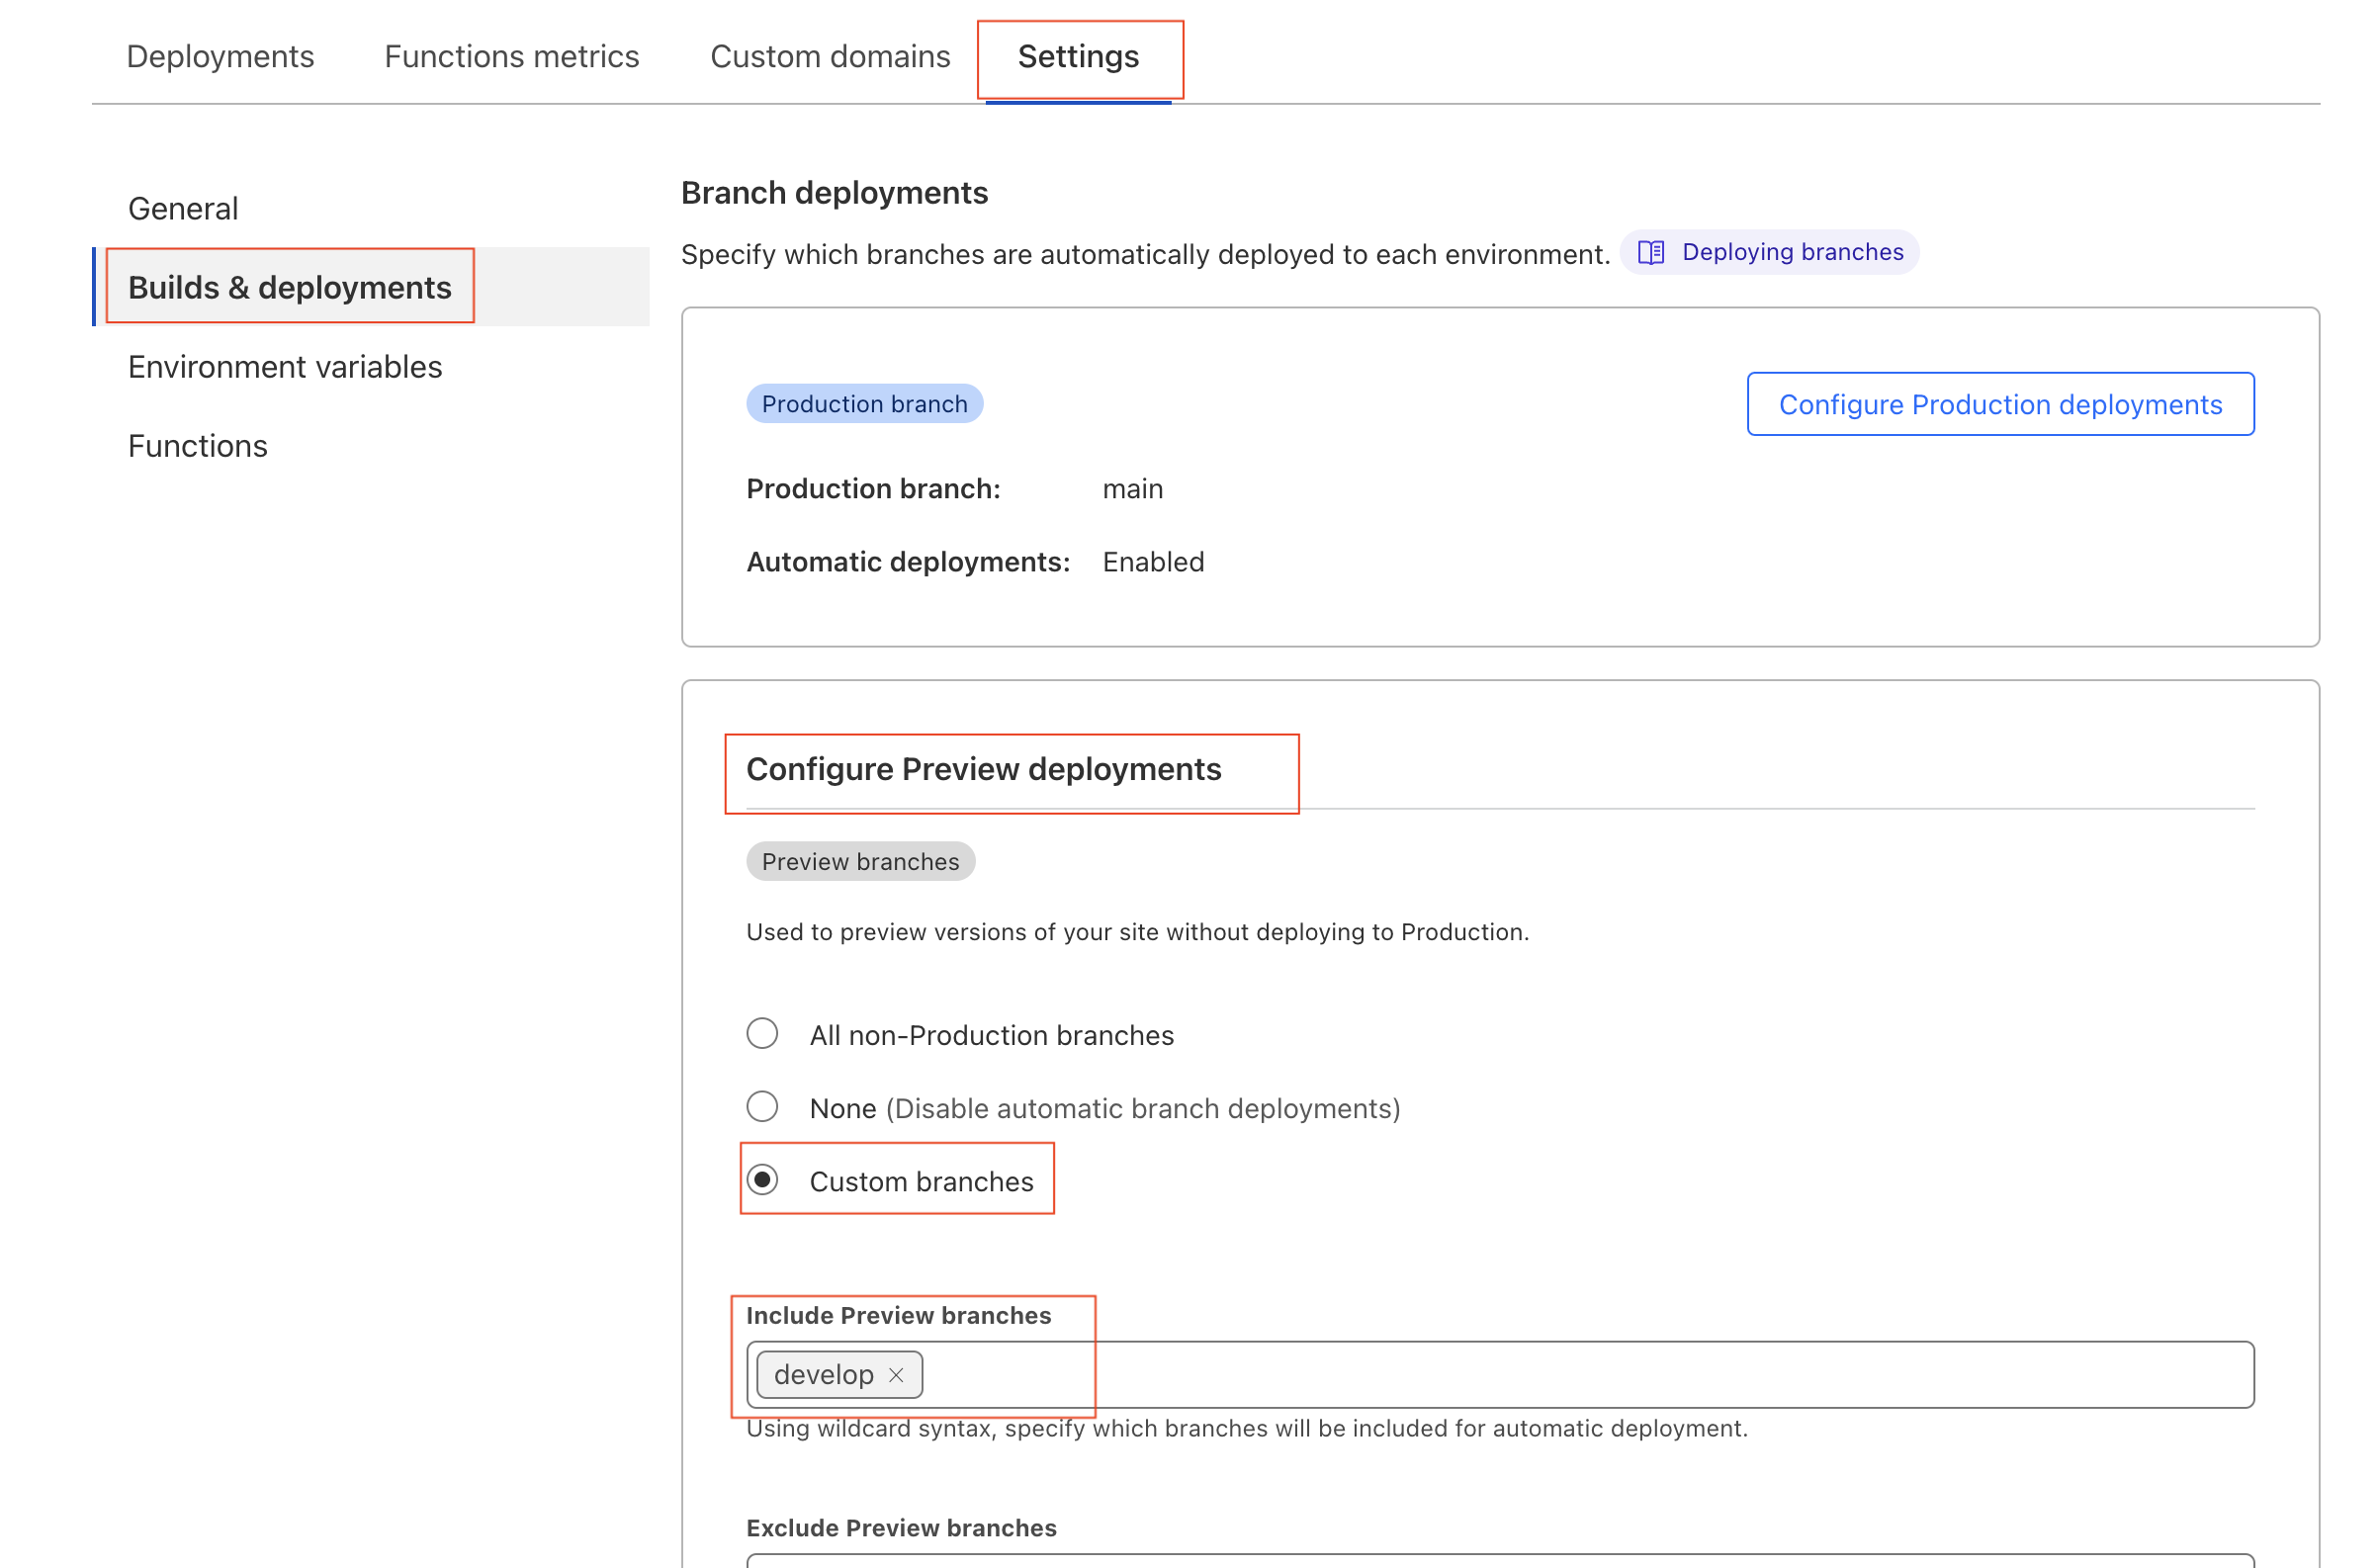 Deployments Functions metrics Custom domains Settings
General
Builds & deployments
Environment variables
Functions
Branch deployments
Specify which branches are automatically deployed to each environment. Deploying branches
Production branch Configure Production deployments
Production branch: main
Automatic deployments: Enabled
Configure Preview deployments
Preview branches
Used to preview versions of your site without deploying to Production.
All non-Production branches
None (Disable automatic branch deployments)
Custom branches
Include Preview branches
develop
Using wildcard syntax, specify which branches will be included for automatic deployment.
Exclude Preview branches